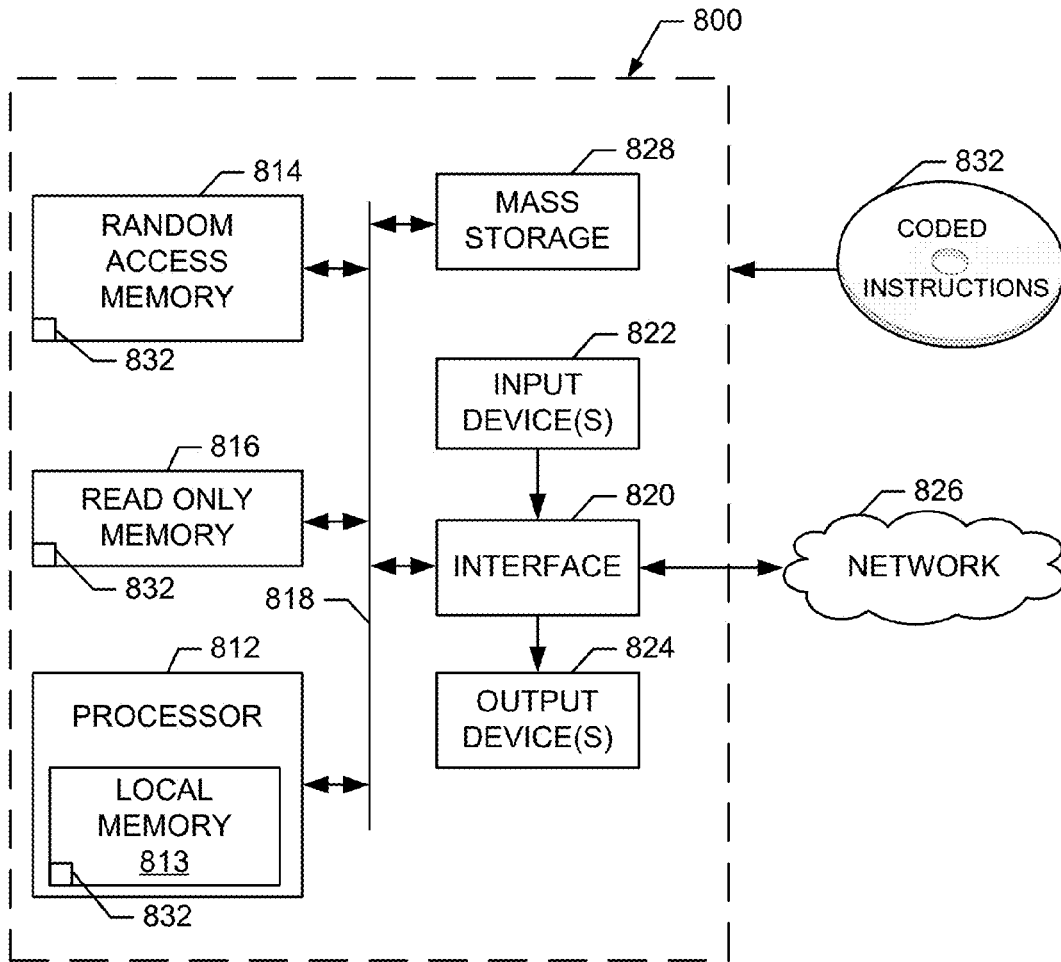 800
814
RANDOM
ACCESS
MEMORY
832
828
MASS
STORAGE
832
CODED
INSTRUCTIONS
822
INPUT
DEVICE(S)
816
READ ONLY
MEMORY
832
820
INTERFACE
826
NETWORK
818
812
PROCESSOR
LOCAL
MEMORY
813
832
824
OUTPUT
DEVICE(S)